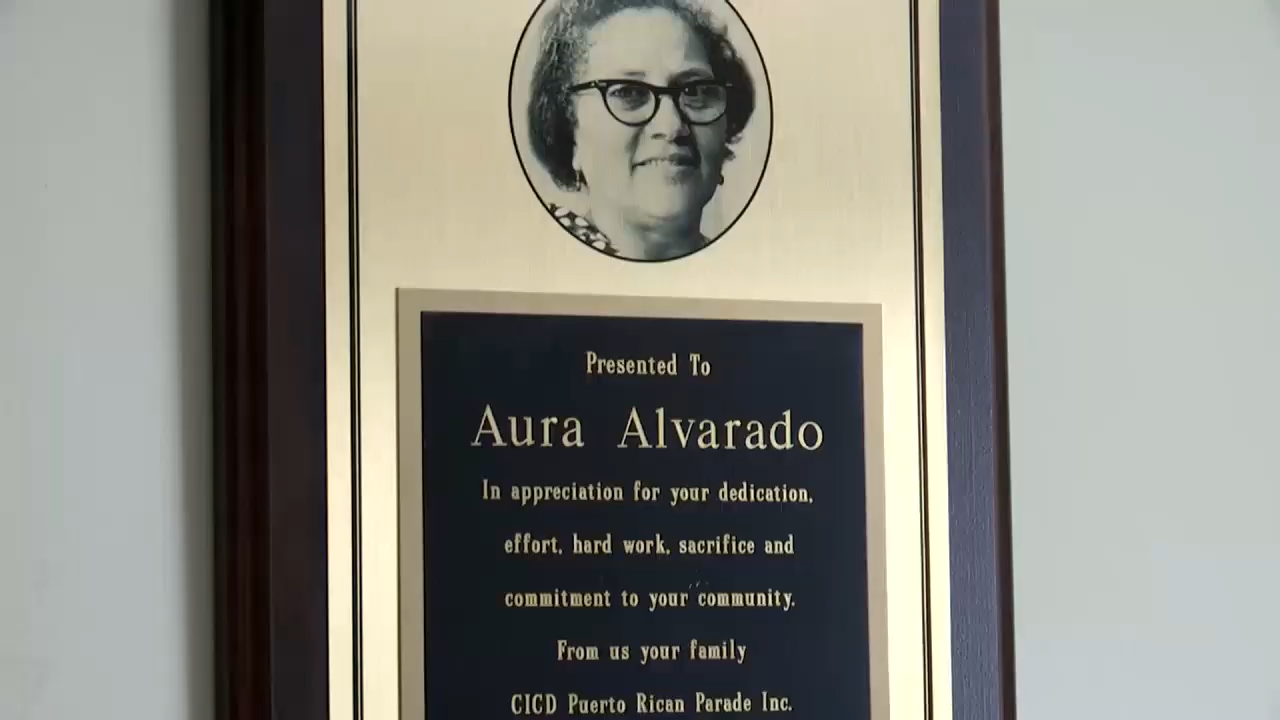 Presented To
Aura Alvarado
In appreciation for your dedication,
effort, hard work, sacrifice and
commitment to your community.
From us your family
CICD Puerto Rican Parade Inc.